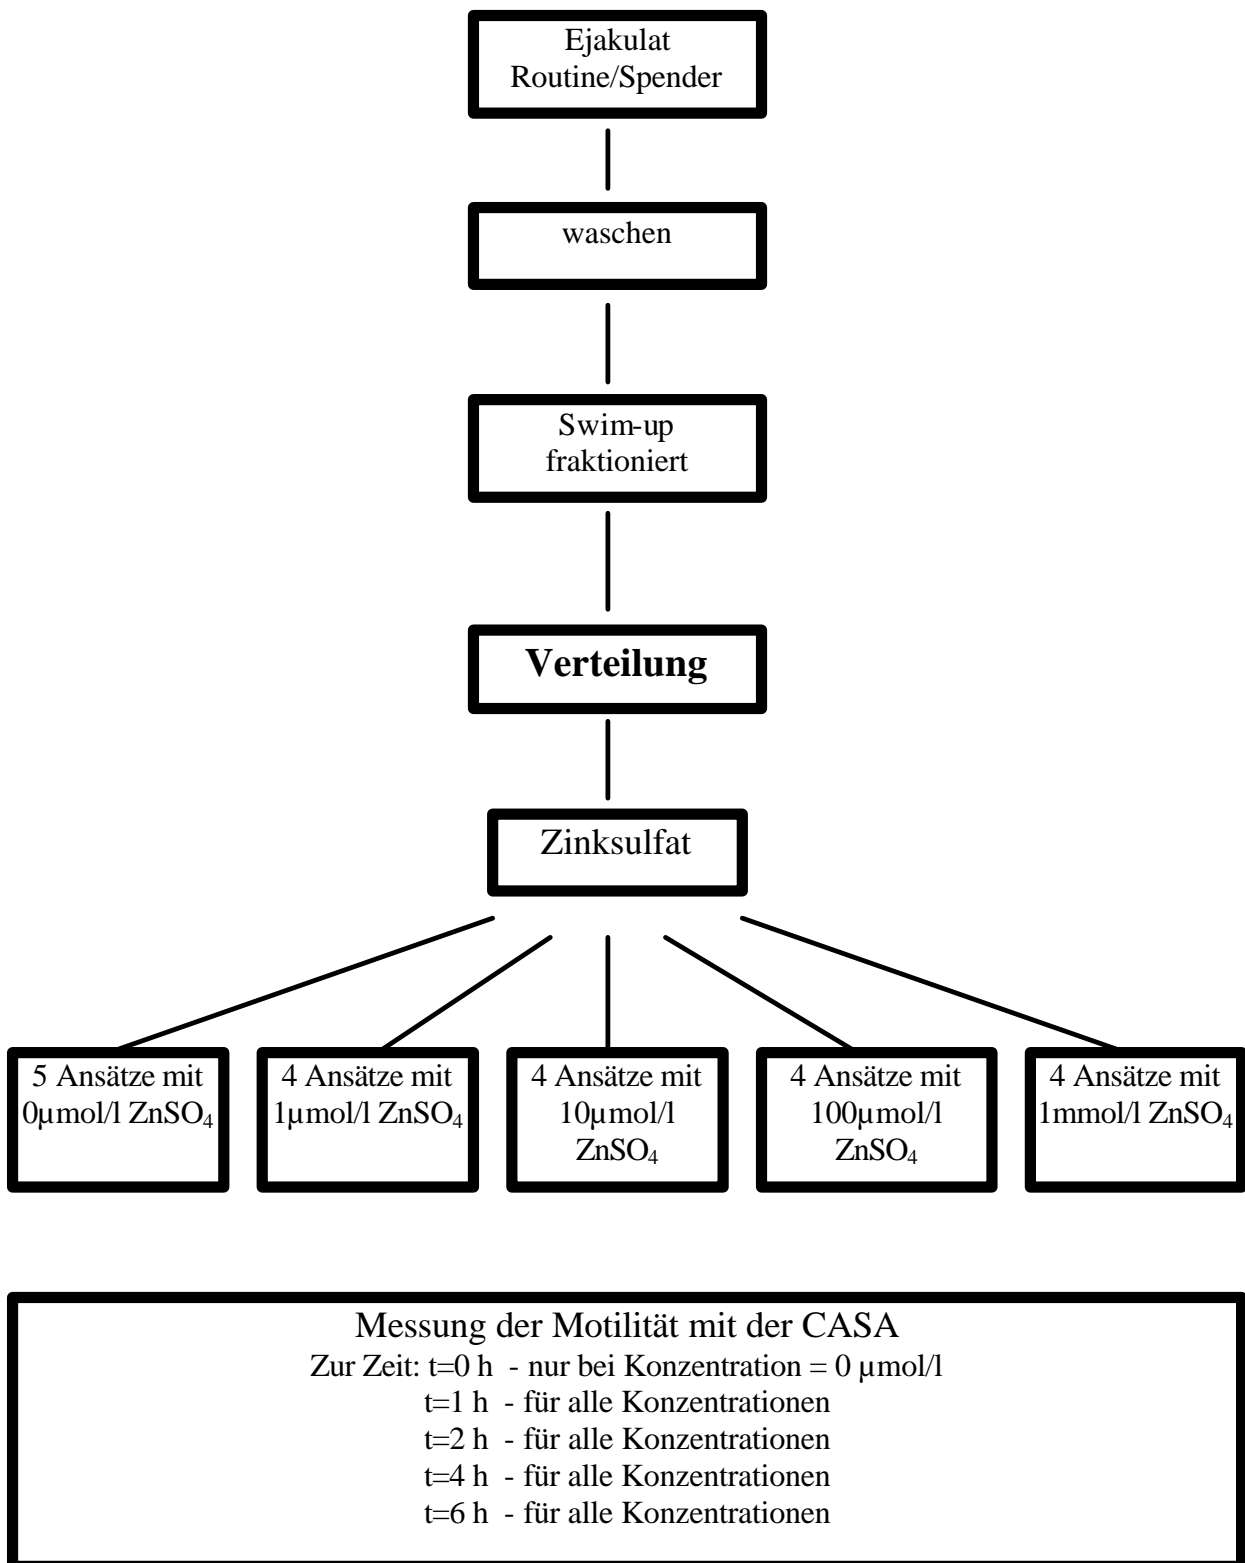 Ejakulat
Routine/Spender
waschen
Swim-up
fraktioniert
Verteilung
Zinksulfat
5 Ansätze mit
0µmol/l ZnSO₄
4 Ansätze mit
1µmol/l ZnSO₄
4 Ansätze mit
10µmol/l
ZnSO₄
4 Ansätze mit
100µmol/l
ZnSO₄
4 Ansätze mit
1mmol/l ZnSO₄
Messung der Motilität mit der CASA
Zur Zeit: t=0 h - nur bei Konzentration = 0 µmol/l
t=1 h - für alle Konzentrationen
t=2 h - für alle Konzentrationen
t=4 h - für alle Konzentrationen
t=6 h - für alle Konzentrationen